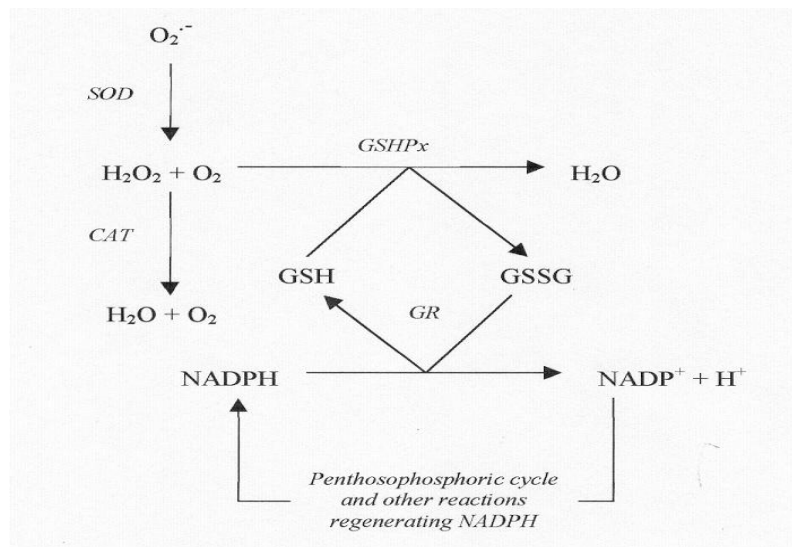 O₂·⁻
SOD
GSHPx
H₂O₂ + O₂
H₂O
CAT
GSH
GSSG
H₂O + O₂
GR
NADPH
NADP⁺ + H⁺
Penthosophosphoric cycle
and other reactions
regenerating NADPH